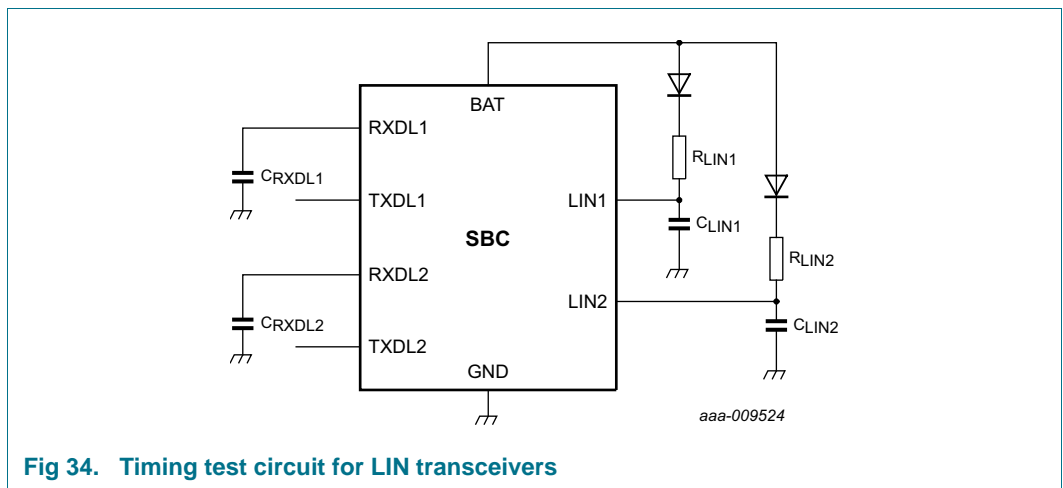 BAT
RXDL1
CRXDL1
TXDL1
RXDL2
CRXDL2
TXDL2
SBC
GND
LIN1
LIN2
RLIN1
CLIN1
RLIN2
CLIN2
aaa-009524
Fig 34. Timing test circuit for LIN transceivers